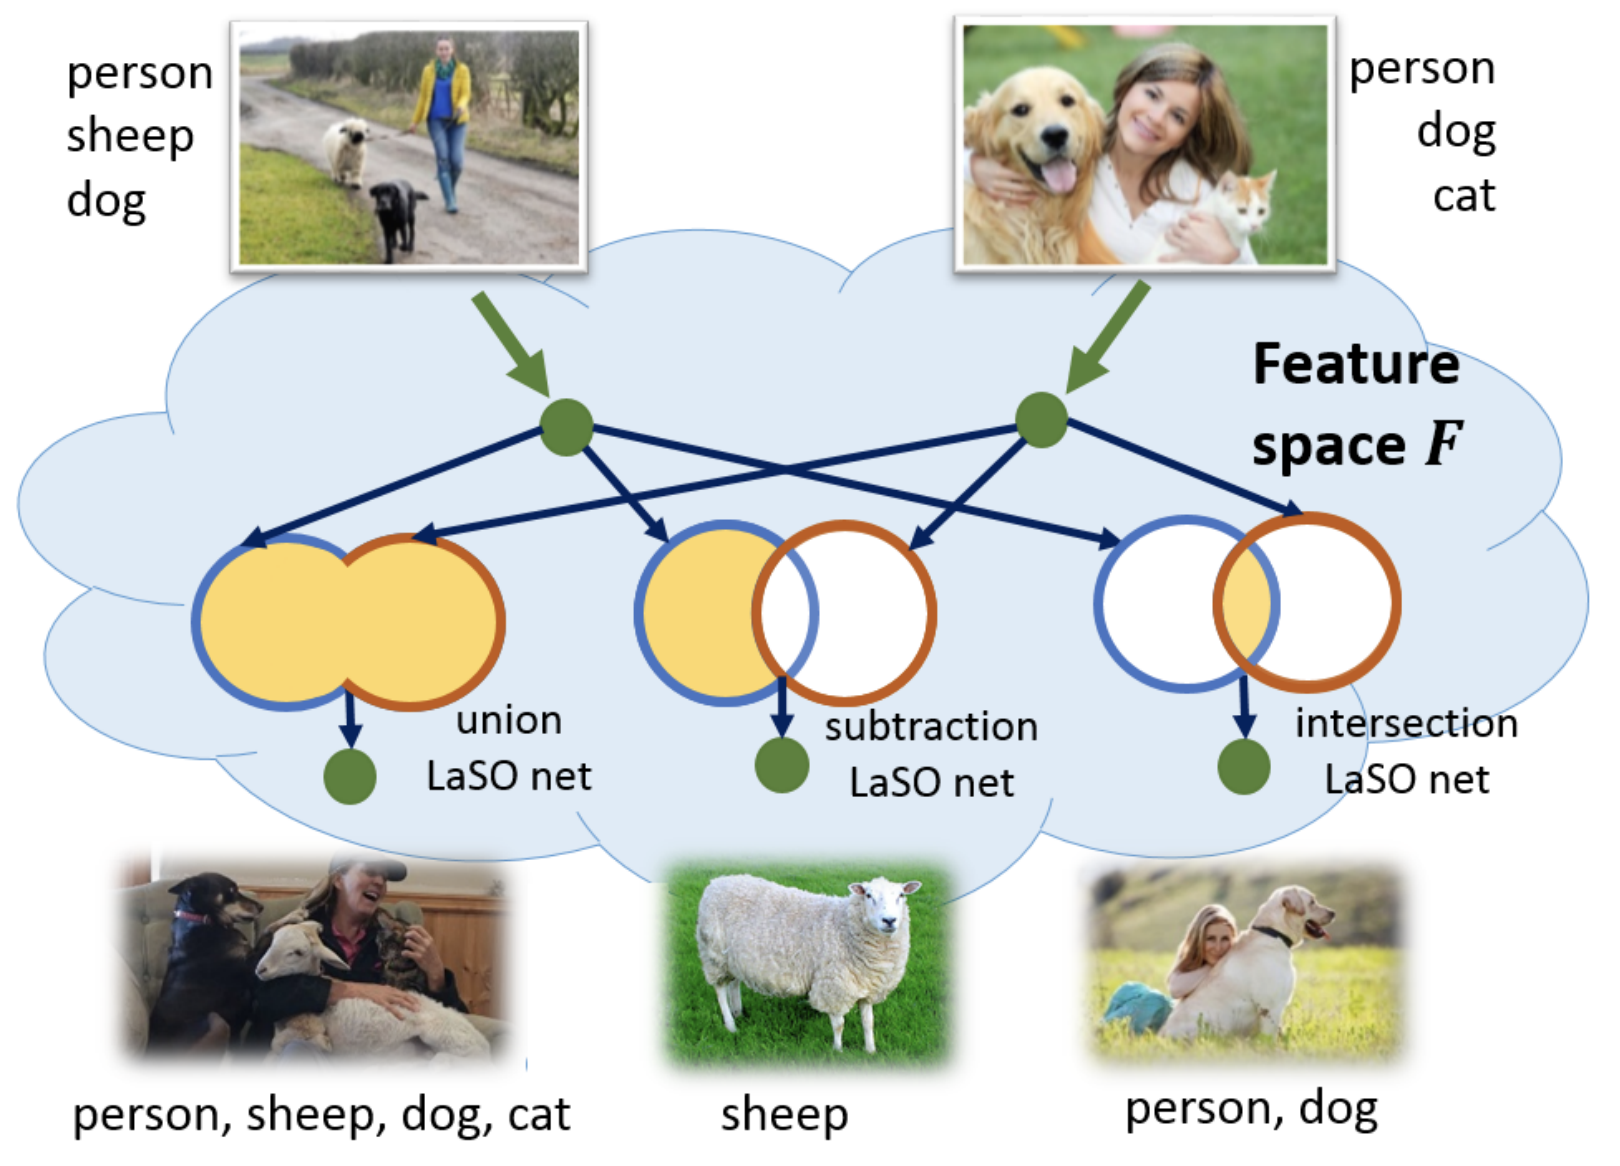 person
sheep
dog
person
dog
cat
Feature
space F
union
LaSO net
subtraction
LaSO net
intersection
LaSO net
person, sheep, dog, cat
sheep
person, dog